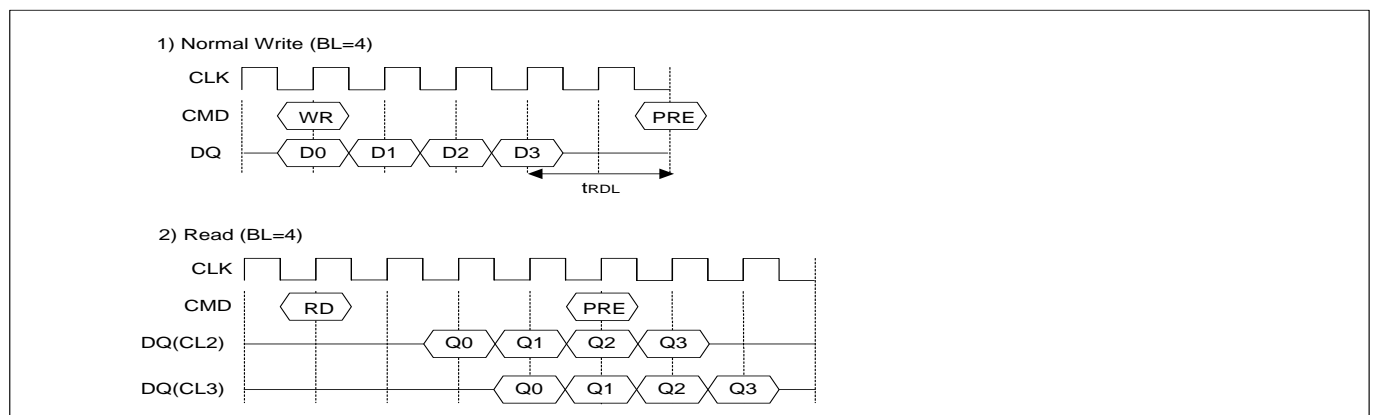 1) Normal Write (BL=4)
CLK
CMD WR PRE
DQ D0 D1 D2 D3
tRDL
2) Read (BL=4)
CLK
CMD RD PRE
DQ(CL2) Q0 Q1 Q2 Q3
DQ(CL3) Q0 Q1 Q2 Q3